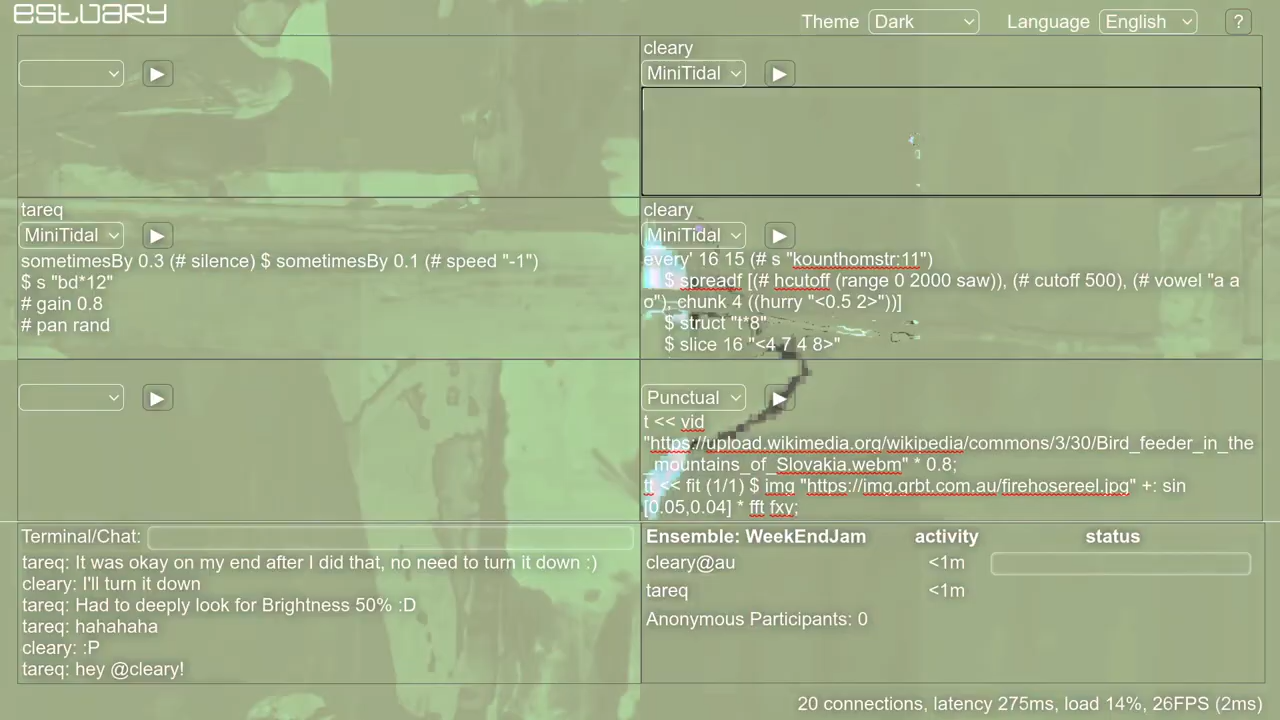 estuary
Theme Dark Language English ?
cleary
MiniTidal
tareq
MiniTidal
sometimesBy 0.3 (# silence) $ sometimesBy 0.1 (# speed "-1")
$ s "bd*12"
# gain 0.8
# pan rand
cleary
MiniTidal
every' 16 15 (# s "kounthomstr:11")
$ spreadf [(# hcutoff (range 0 2000 saw)), (# cutoff 500), (# vowel "a a
o"), chunk 4 ((hurry "<0.5 2>"))]
$ struct "t*8"
$ slice 16 "<4 7 4 8>"
Punctual
t << vid
"https://upload.wikimedia.org/wikipedia/commons/3/30/Bird_feeder_in_the
_mountains_of_Slovakia.webm" * 0.8;
tt << fit (1/1) $ img "https://img.grbt.com.au/firehosereel.jpg" +: sin
[0.05,0.04] * fft fxy;
Terminal/Chat:
tareq: It was okay on my end after I did that, no need to turn it down :)
cleary: I'll turn it down
tareq: Had to deeply look for Brightness 50% :D
tareq: hahahaha
cleary: :P
tareq: hey @cleary!
Ensemble: WeekEndJam activity status
cleary@au <1m
tareq <1m
Anonymous Participants: 0
20 connections, latency 275ms, load 14%, 26FPS (2ms)